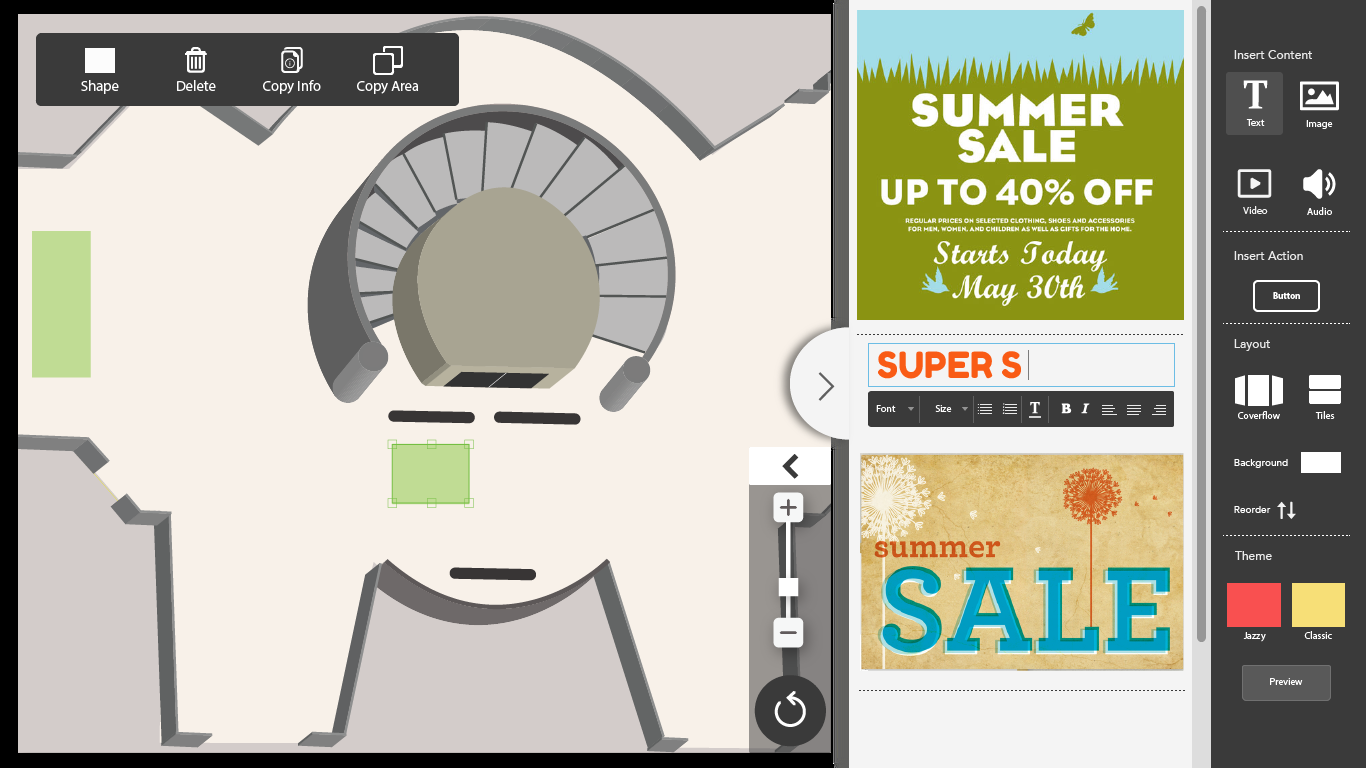 Shape
Delete
Copy Info
Copy Area
SUMMER
SALE
UP TO 40% OFF
REGULAR PRICES ON SELECTED CLOTHING, SHOES AND ACCESSORIES
FOR MEN, WOMEN, AND CHILDREN AS WELL AS GIFTS FOR THE HOME.
Starts Today
May 30th
SUPER S
Font
Size
T
B
I
summer
SALE
Insert Content
T
Text
Image
Video
Audio
Insert Action
Button
Layout
Coverflow
Tiles
Background
Reorder
Theme
Jazzy
Classic
Preview